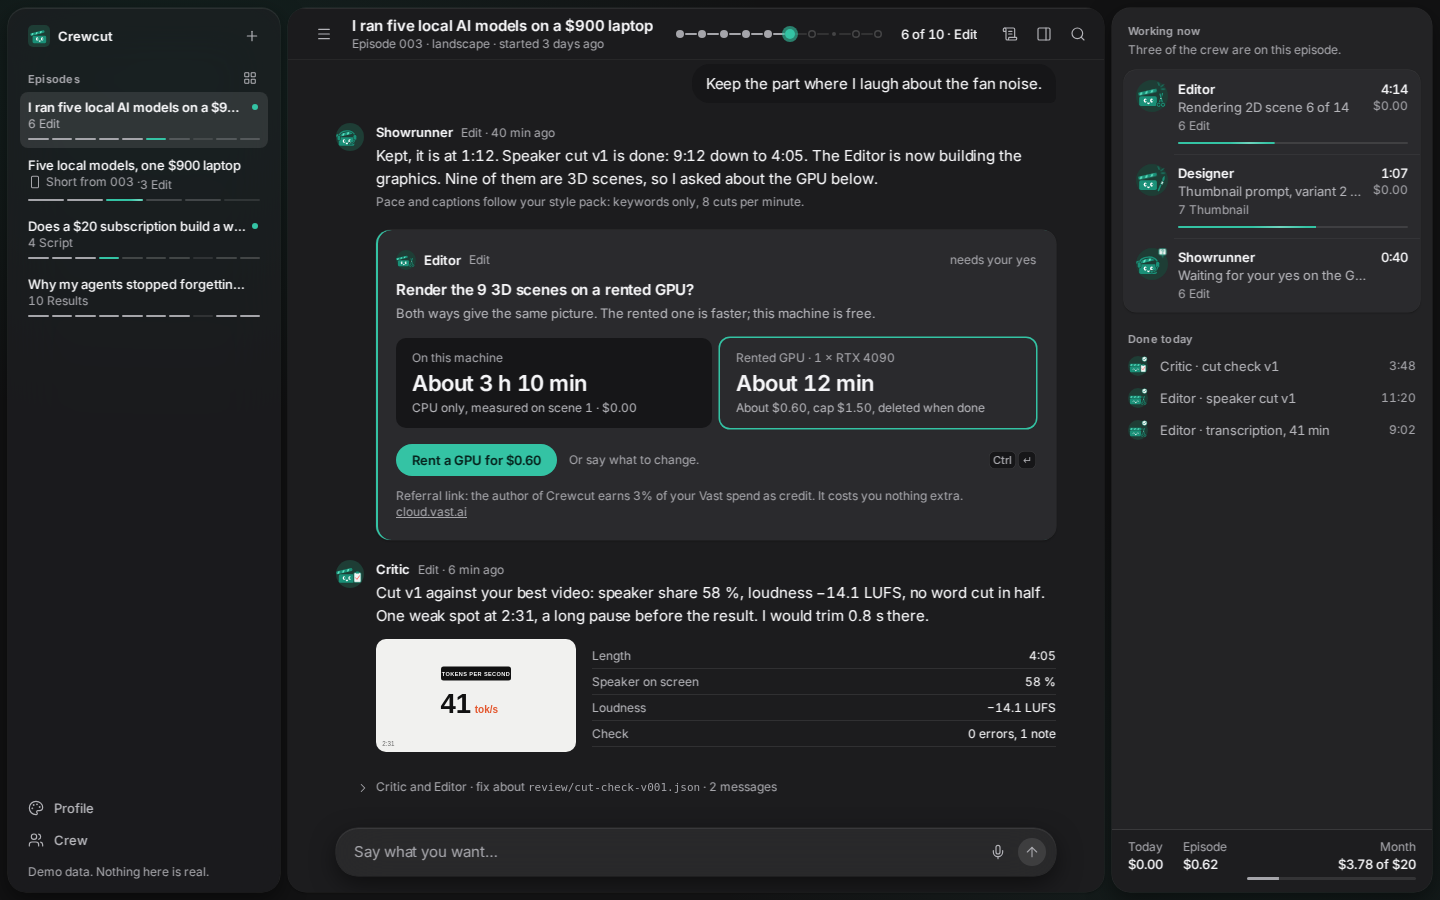 Crewcut
Episodes
I ran five local AI models on a $9...
6 Edit
Five local models, one $900 laptop
Short from 003 · 3 Edit
Does a $20 subscription build a w...
4 Script
Why my agents stopped forgettin...
10 Results
Profile
Crew
Demo data. Nothing here is real.
I ran five local AI models on a $900 laptop
Episode 003 · landscape · started 3 days ago
6 of 10 · Edit
Keep the part where I laugh about the fan noise.
Showrunner Edit · 40 min ago
Kept, it is at 1:12. Speaker cut v1 is done: 9:12 down to 4:05. The Editor is now building the
graphics. Nine of them are 3D scenes, so I asked about the GPU below.
Pace and captions follow your style pack: keywords only, 8 cuts per minute.
Editor Edit needs your yes
Render the 9 3D scenes on a rented GPU?
Both ways give the same picture. The rented one is faster; this machine is free.
On this machine
About 3 h 10 min
CPU only, measured on scene 1 · $0.00
Rented GPU · 1 × RTX 4090
About 12 min
About $0.60, cap $1.50, deleted when done
Rent a GPU for $0.60 Or say what to change. Ctrl ↵
Referral link: the author of Crewcut earns 3% of your Vast spend as credit. It costs you nothing extra.
cloud.vast.ai
Critic Edit · 6 min ago
Cut v1 against your best video: speaker share 58 %, loudness −14.1 LUFS, no word cut in half.
One weak spot at 2:31, a long pause before the result. I would trim 0.8 s there.
TOKENS PER SECOND
41 tok/s
2:31
Length 4:05
Speaker on screen 58 %
Loudness −14.1 LUFS
Check 0 errors, 1 note
Critic and Editor · fix about review/cut-check-v001.json · 2 messages
Say what you want...
Working now
Three of the crew are on this episode.
Editor 4:14
Rendering 2D scene 6 of 14 $0.00
6 Edit
Designer 1:07
Thumbnail prompt, variant 2 ... $0.00
7 Thumbnail
Showrunner 0:40
Waiting for your yes on the G...
6 Edit
Done today
Critic · cut check v1 3:48
Editor · speaker cut v1 11:20
Editor · transcription, 41 min 9:02
Today Episode Month
$0.00 $0.62 $3.78 of $20